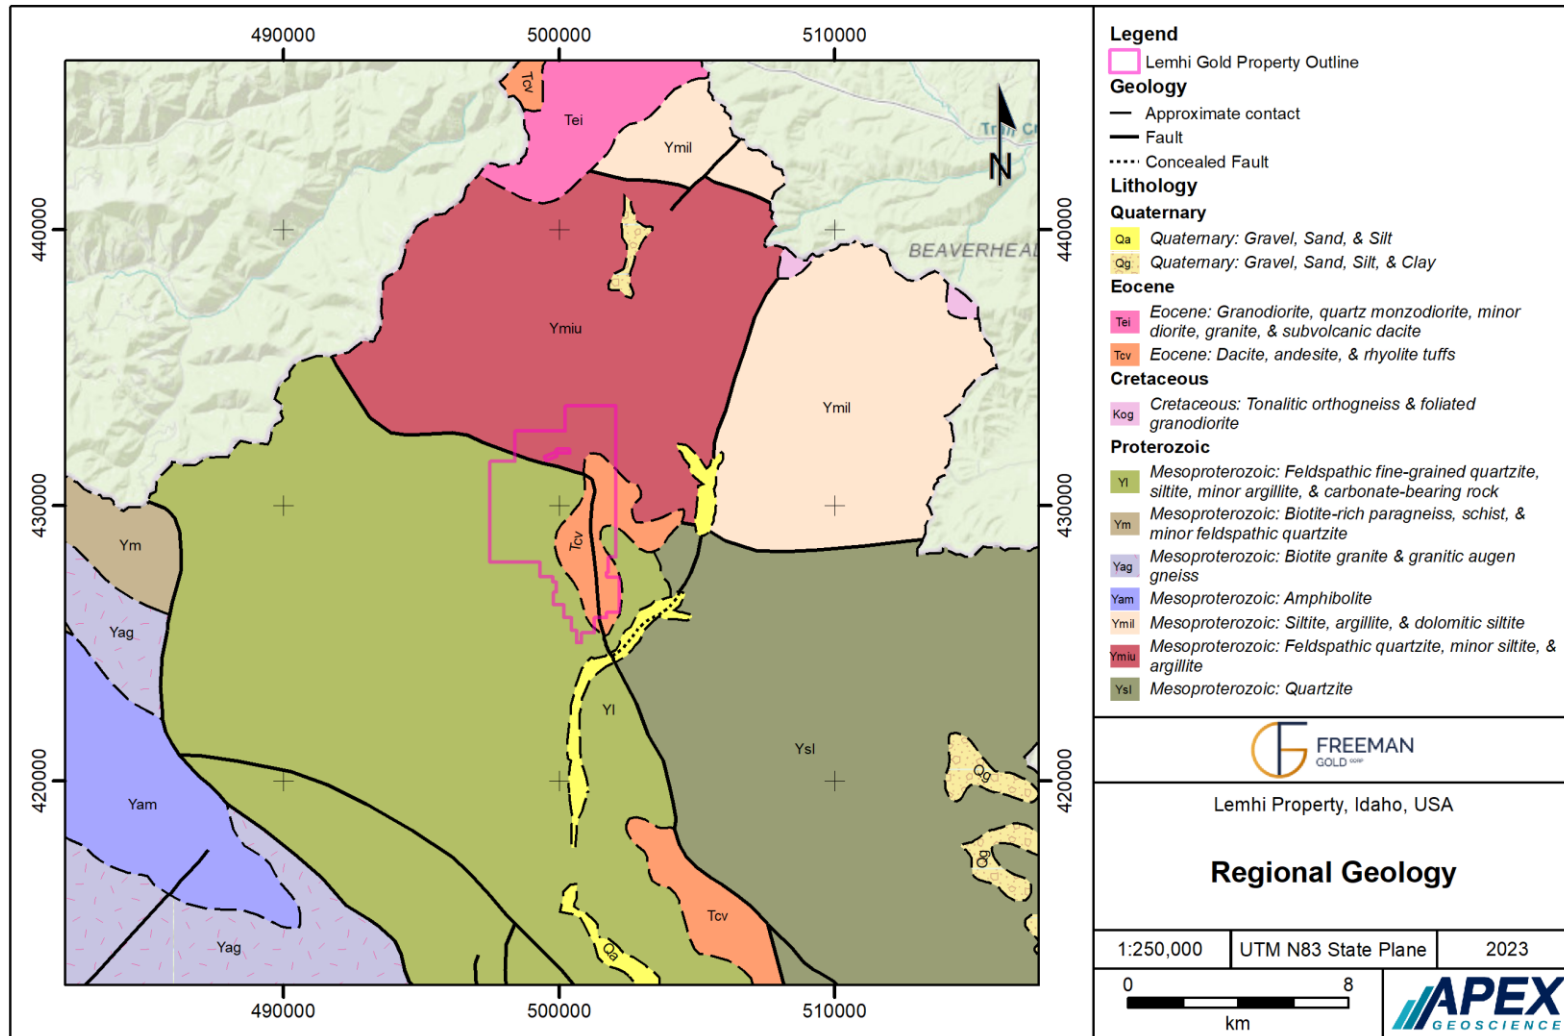 490000
500000
510000
Tcv
Tei
Ymil
Trail Cr
N
440000
440000
BEAVERHEAD
Ymiu
Ymil
430000
430000
Tcv
Ym
Yag
Yl
Ysl
420000
420000
Qg
Yam
Qg
Tcv
Yag
Qa
490000
500000
510000
Legend
Lemhi Gold Property Outline
Geology
Approximate contact
Fault
Concealed Fault
Lithology
Quaternary
Qa Quaternary: Gravel, Sand, & Silt
Qg Quaternary: Gravel, Sand, Silt, & Clay
Eocene
Tei Eocene: Granodiorite, quartz monzodiorite, minor
diorite, granite, & subvolcanic dacite
Tcv Eocene: Dacite, andesite, & rhyolite tuffs
Cretaceous
Kog Cretaceous: Tonalitic orthogneiss & foliated
granodiorite
Proterozoic
Yl Mesoproterozoic: Feldspathic fine-grained quartzite,
siltite, minor argillite, & carbonate-bearing rock
Ym Mesoproterozoic: Biotite-rich paragneiss, schist, &
minor feldspathic quartzite
Yag Mesoproterozoic: Biotite granite & granitic augen
gneiss
Yam Mesoproterozoic: Amphibolite
Ymil Mesoproterozoic: Siltite, argillite, & dolomitic siltite
Ymiu Mesoproterozoic: Feldspathic quartzite, minor siltite, &
argillite
Ysl Mesoproterozoic: Quartzite
FREEMAN
GOLD CORP
Lemhi Property, Idaho, USA
Regional Geology
1:250,000 UTM N83 State Plane 2023
0 8
km
APEX
GEOSCIENCE